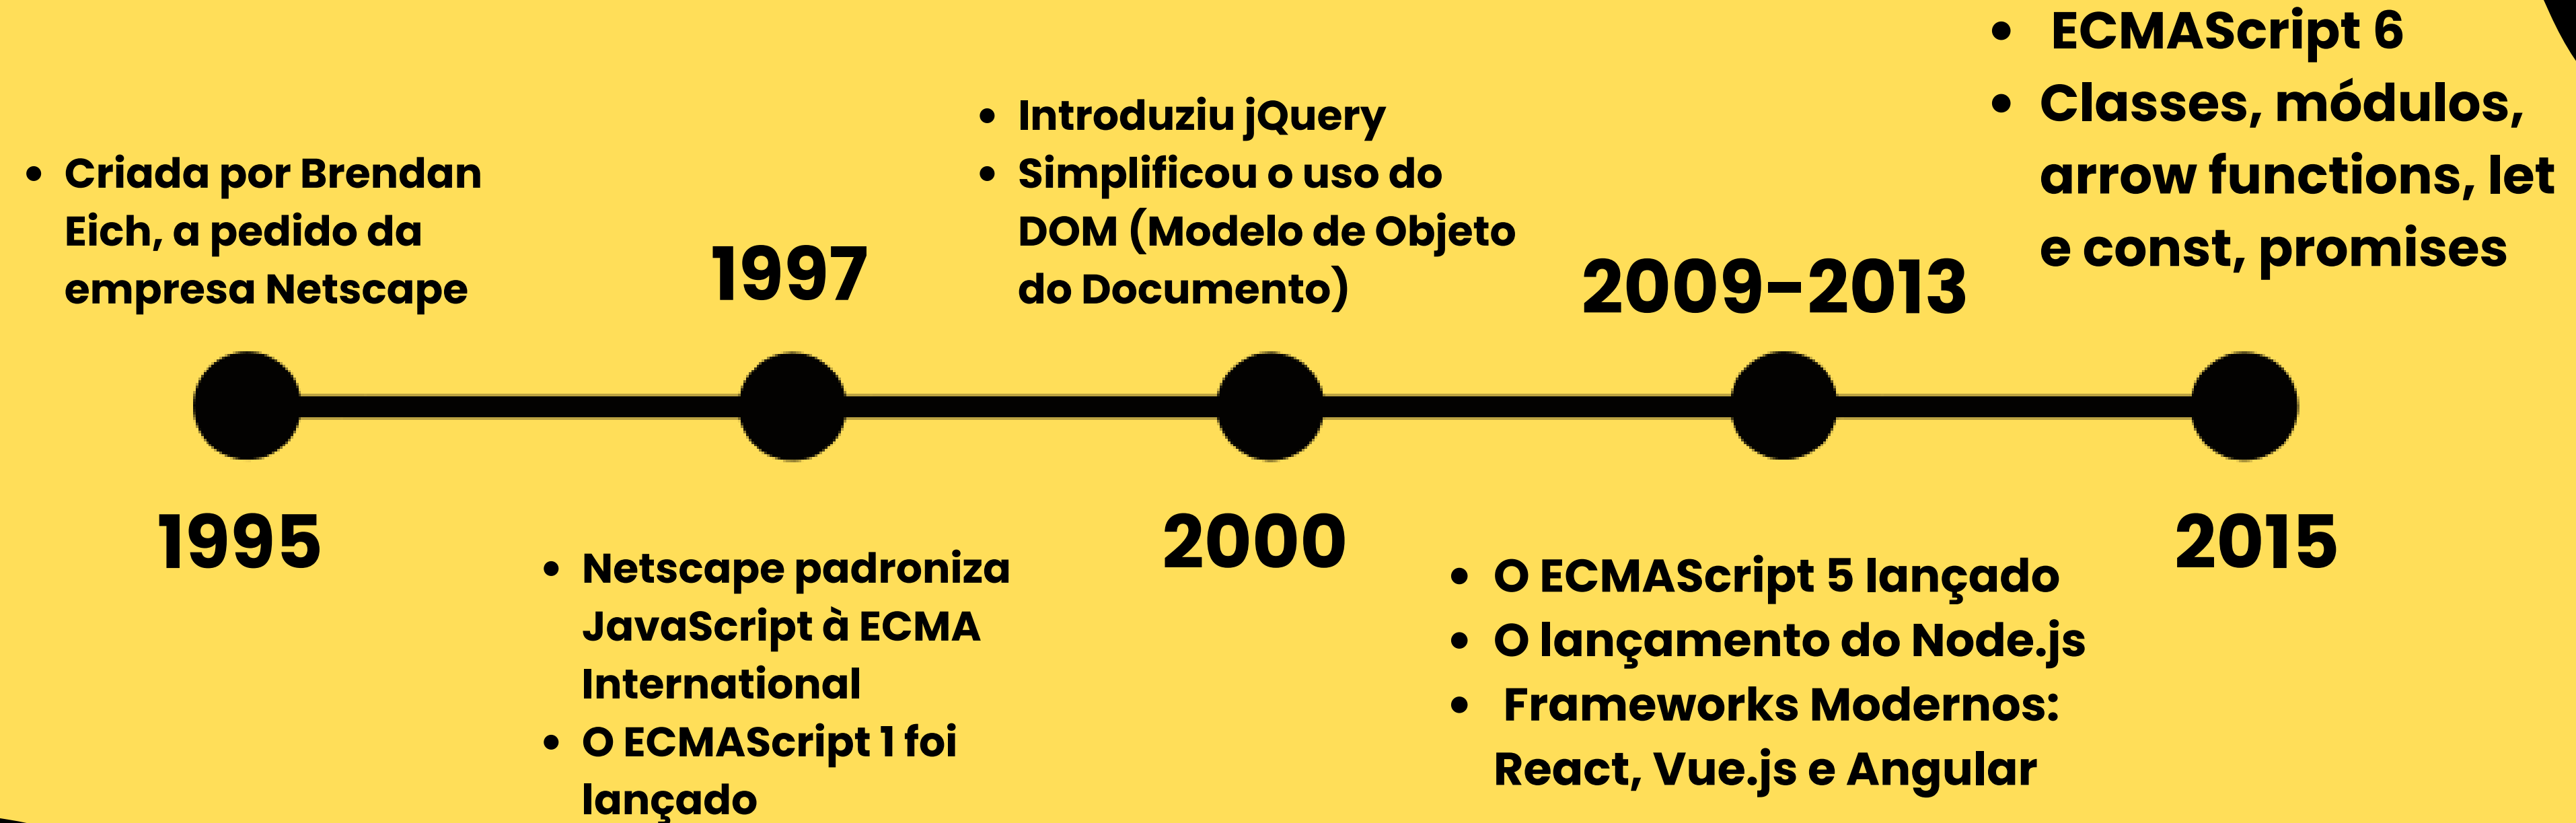 • Criada por Brendan
Eich, a pedido da
empresa Netscape
1995
1997
• Netscape padroniza
JavaScript à ECMA
International
• O ECMAScript 1 foi
lançado
• Introduziu jQuery
• Simplificou o uso do
DOM (Modelo de Objeto
do Documento)
2000
2009-2013
• O ECMAScript 5 lançado
• O lançamento do Node.js
• Frameworks Modernos:
React, Vue.js e Angular
• ECMAScript 6
• Classes, módulos,
arrow functions, let
e const, promises
2015